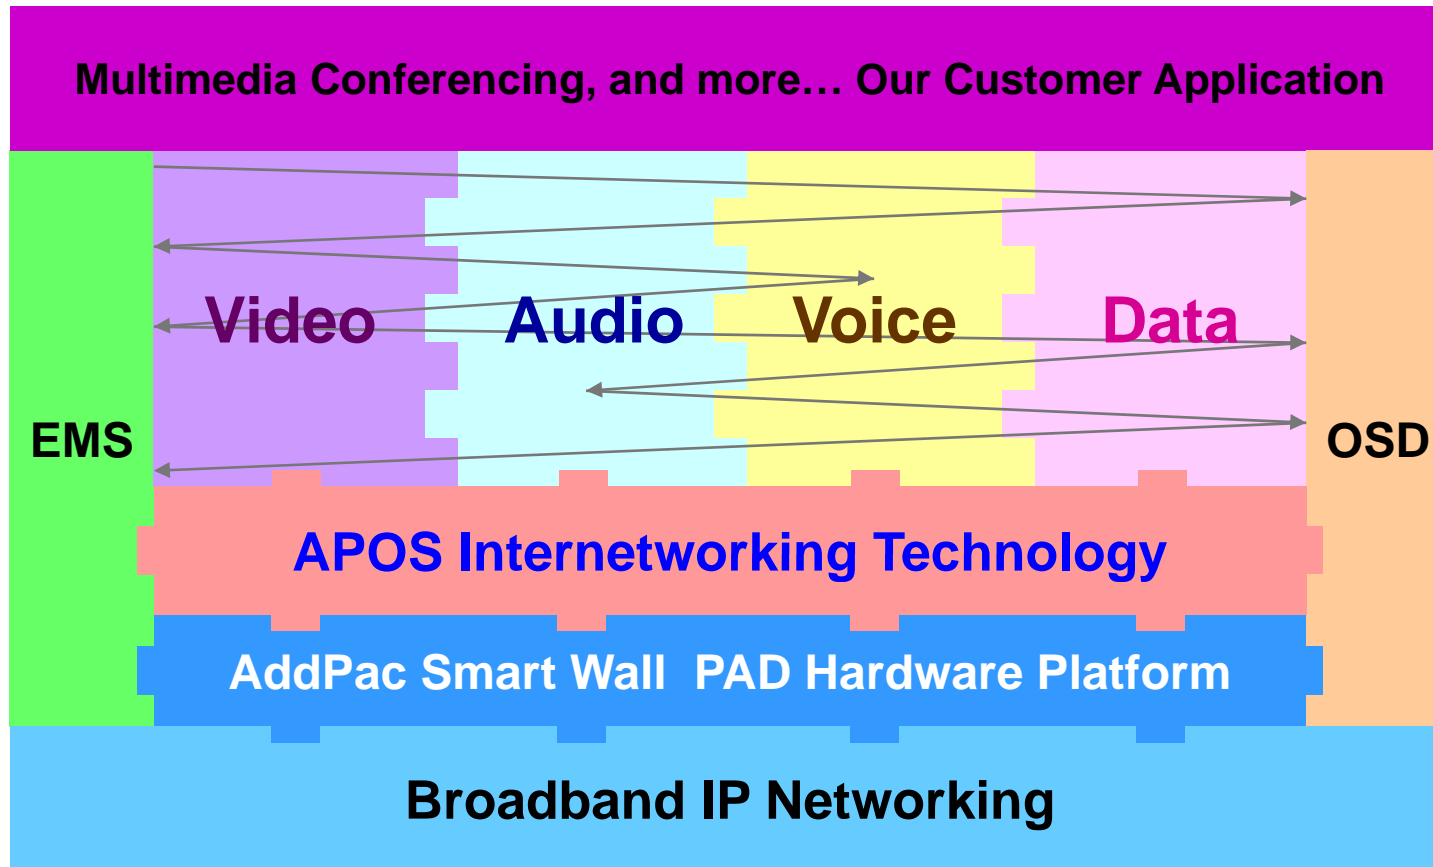 Multimedia Conferencing, and more… Our Customer Application
Video Audio Voice Data
EMS
OSD
APOS Internetworking Technology
AddPac Smart Wall  PAD Hardware Platform
Broadband IP Networking